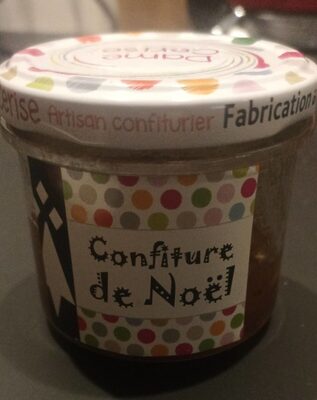 Dame
Cerise
erise Artisan confiturier Fabrication
Confiture
de Noël